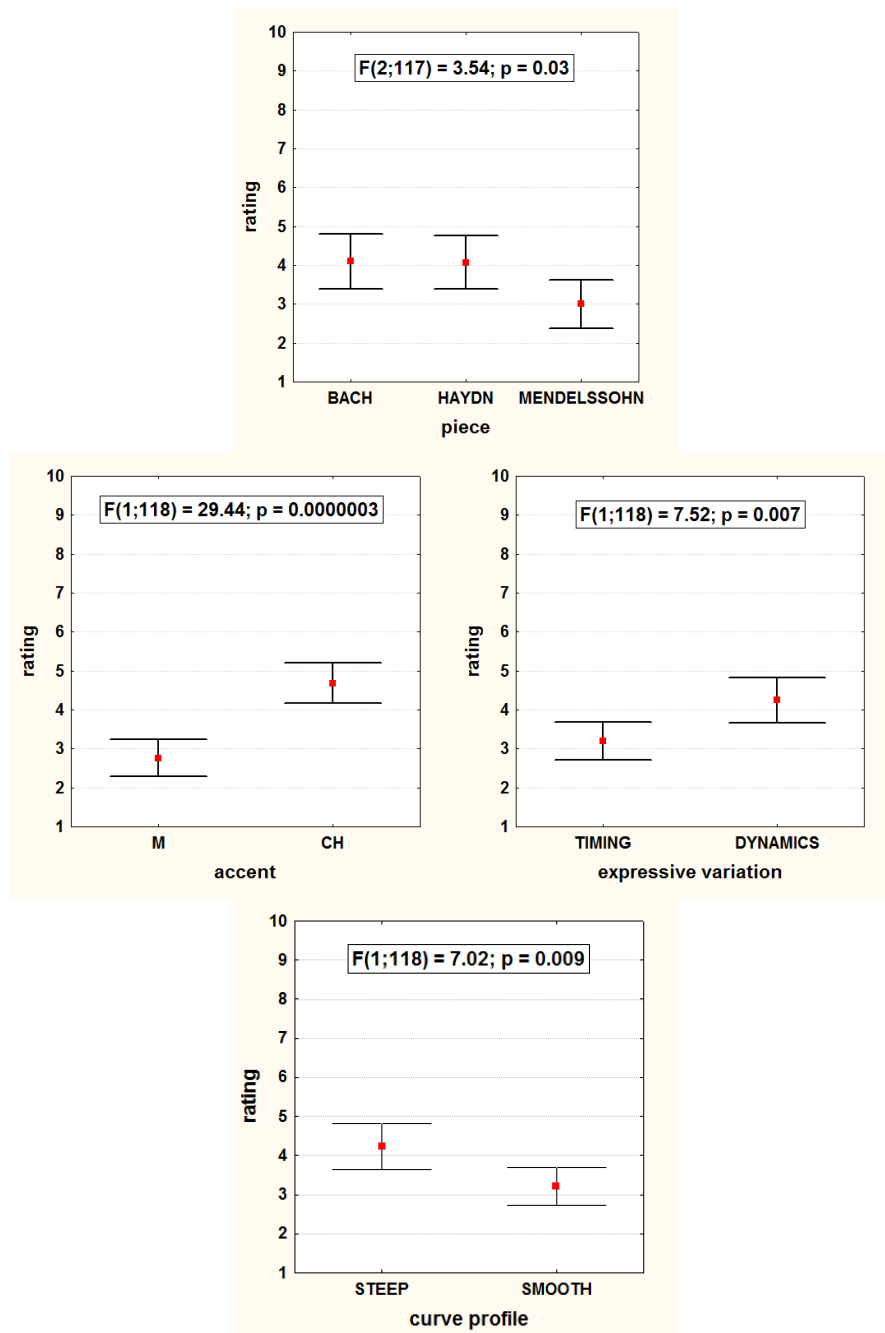 F(2;117) = 3.54; p = 0.03
10
9
8
7
6
5
4
3
2
1
rating
BACH HAYDN MENDELSSOHN
piece
F(1;118) = 29.44; p = 0.0000003
10
9
8
7
6
5
4
3
2
1
rating
M CH
accent
F(1;118) = 7.52; p = 0.007
10
9
8
7
6
5
4
3
2
1
rating
TIMING DYNAMICS
expressive variation
F(1;118) = 7.02; p = 0.009
10
9
8
7
6
5
4
3
2
1
rating
STEEP SMOOTH
curve profile